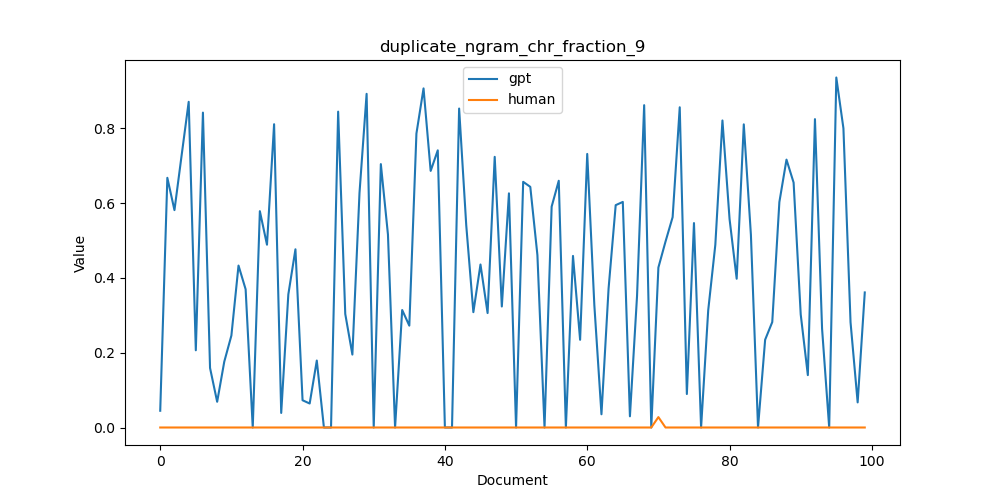 duplicate_ngram_chr_fraction_9
gpt
human
Value
0.8
0.6
0.4
0.2
0.0
0 20 40 60 80 100
Document